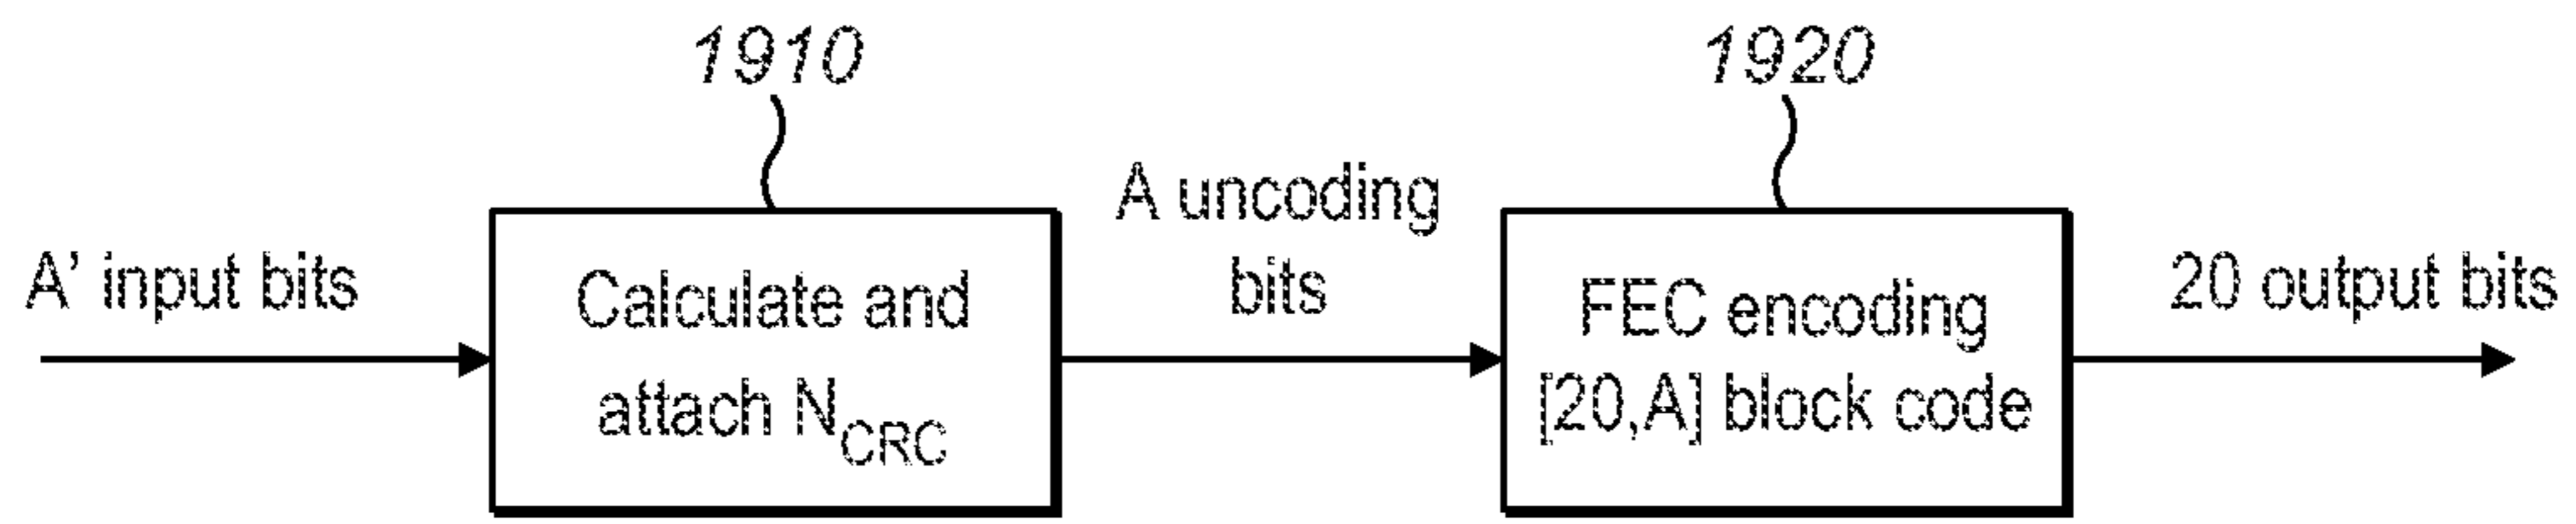 1910
1920
A' input bits
Calculate and
attach N_CRC
A uncoding
bits
FEC encoding
[20,A] block code
20 output bits